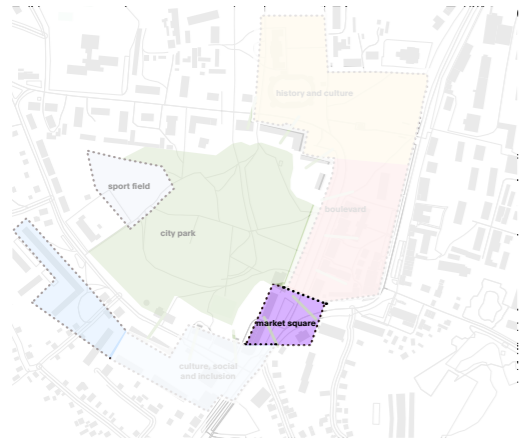 history and culture
boulevard
sport field
city park
market square
culture, social
and inclusion